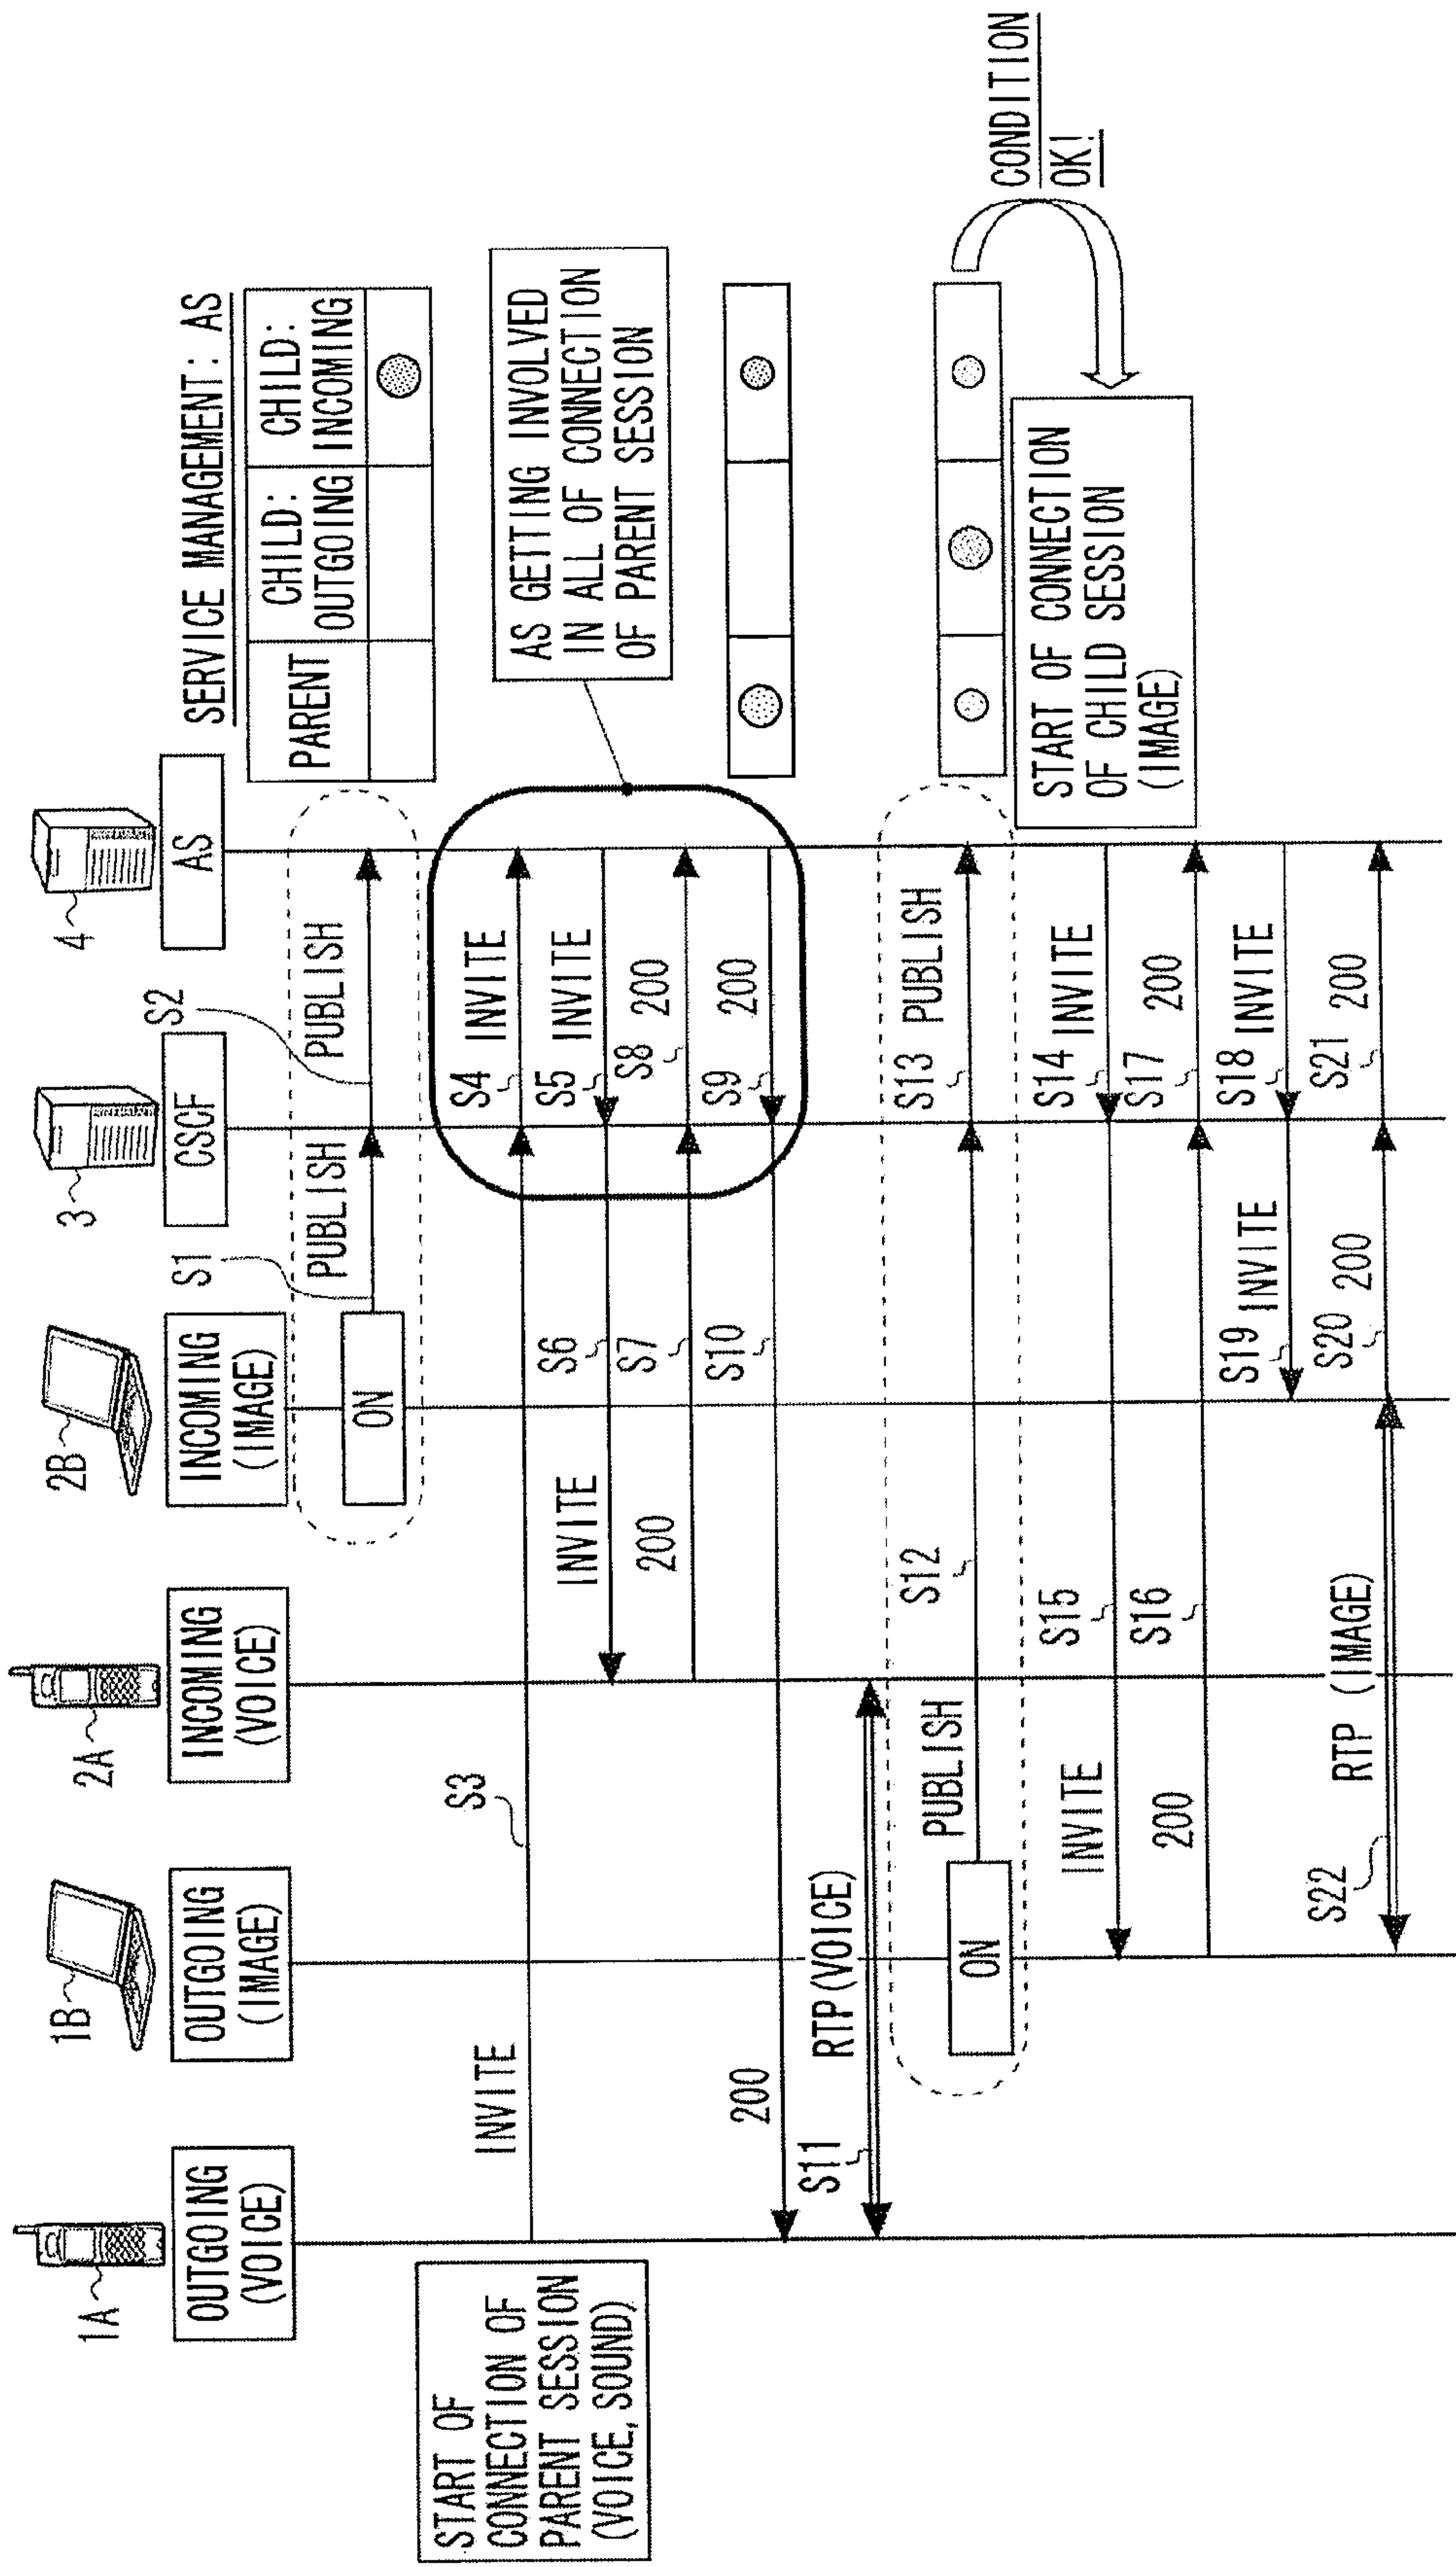 1A
OUTGOING
(VOICE)
1B
OUTGOING
(IMAGE)
2A
INCOMING
(VOICE)
2B
INCOMING
(IMAGE)
3
CSCF
4
AS
SERVICE MANAGEMENT: AS
PARENT
CHILD:
OUTGOING
CHILD:
INCOMING
ON
S1
PUBLISH
S2
PUBLISH
START OF
CONNECTION OF
PARENT SESSION
(VOICE, SOUND)
INVITE
S3
S4
INVITE
AS GETTING INVOLVED
IN ALL OF CONNECTION
OF PARENT SESSION
INVITE
S6
S5
INVITE
200
S7
S8
200
200
S10
S9
200
S11
RTP(VOICE)
ON
PUBLISH
S12
S13
PUBLISH
CONDITION
OK!
START OF CONNECTION
OF CHILD SESSION
(IMAGE)
INVITE
S15
S14
INVITE
200
S16
S17
200
S19
INVITE
S18
INVITE
S20
200
S21
200
S22
RTP (IMAGE)